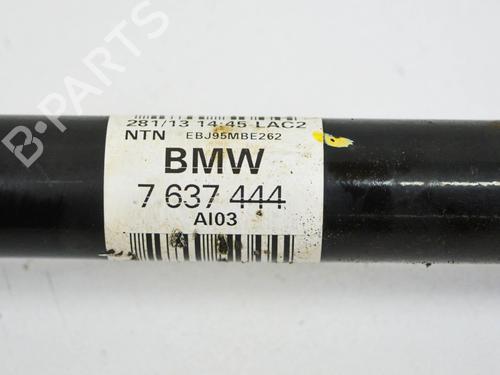 281/13 14:45 LAC2
NTN EBJ95MBE262
BMW
7 637 444
AI03
B-PARTS